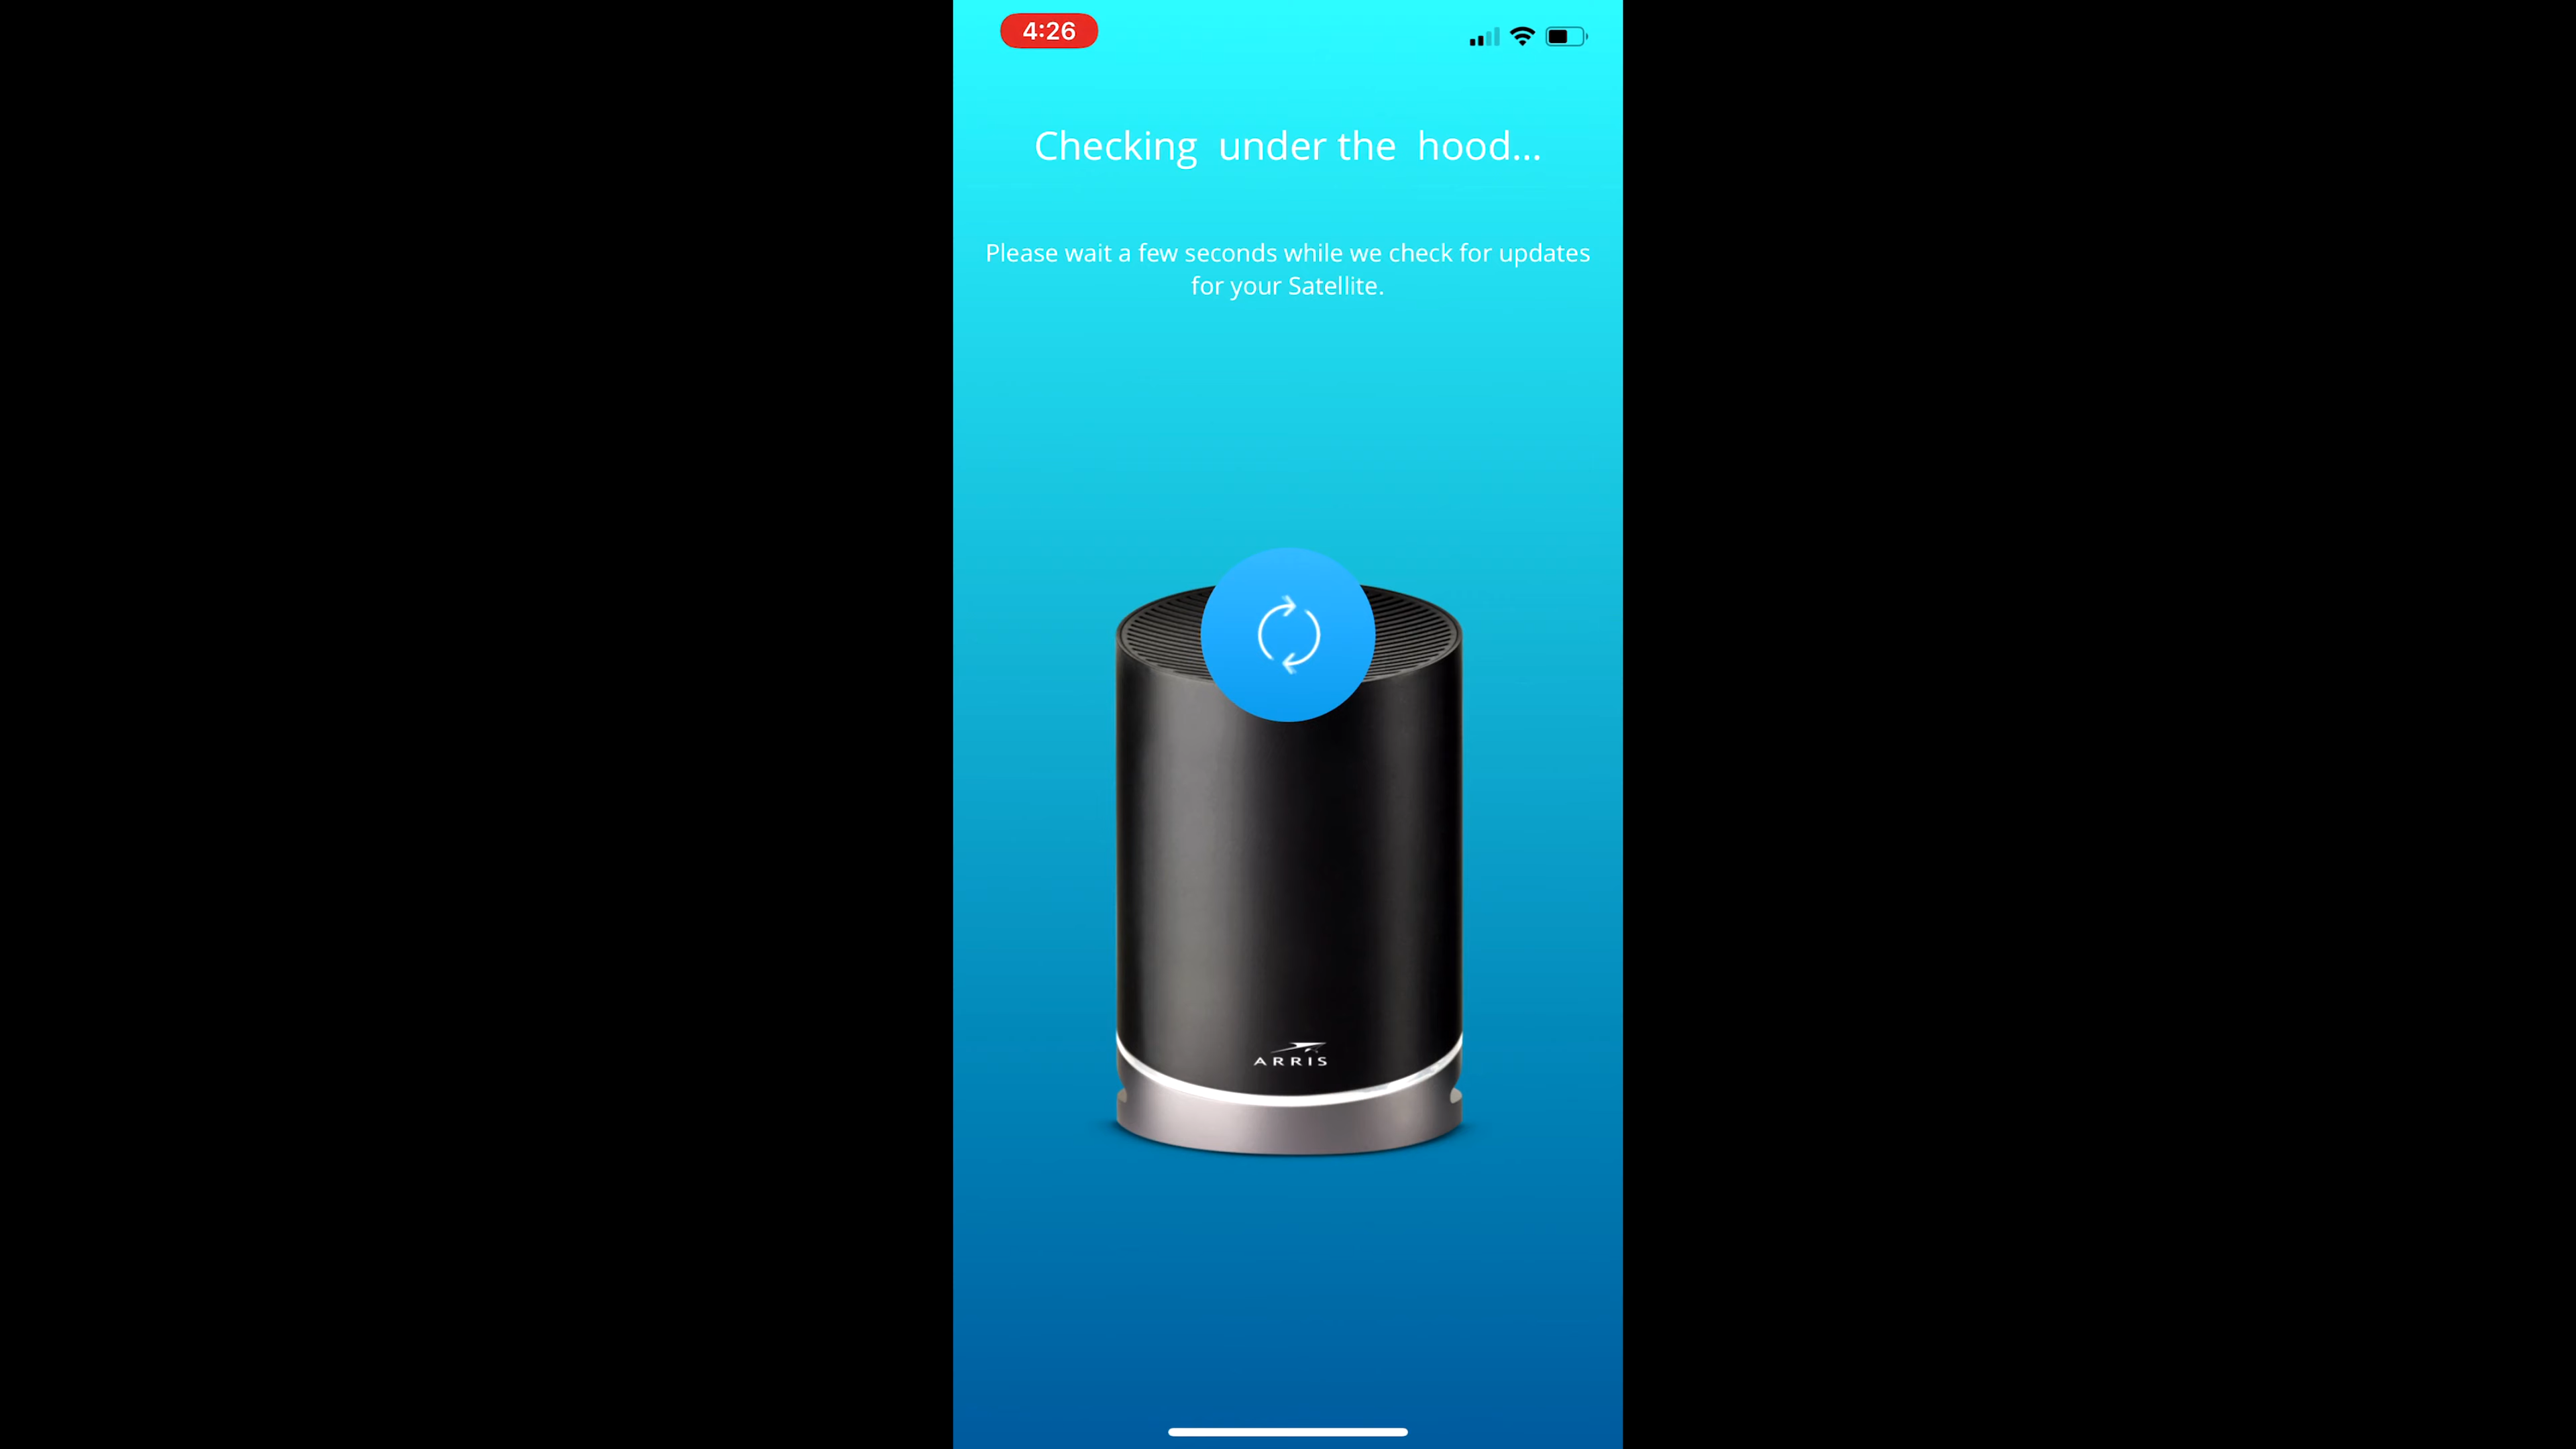 4:26
Checking under the hood...
Please wait a few seconds while we check for updates
for your Satellite.
ARRIS